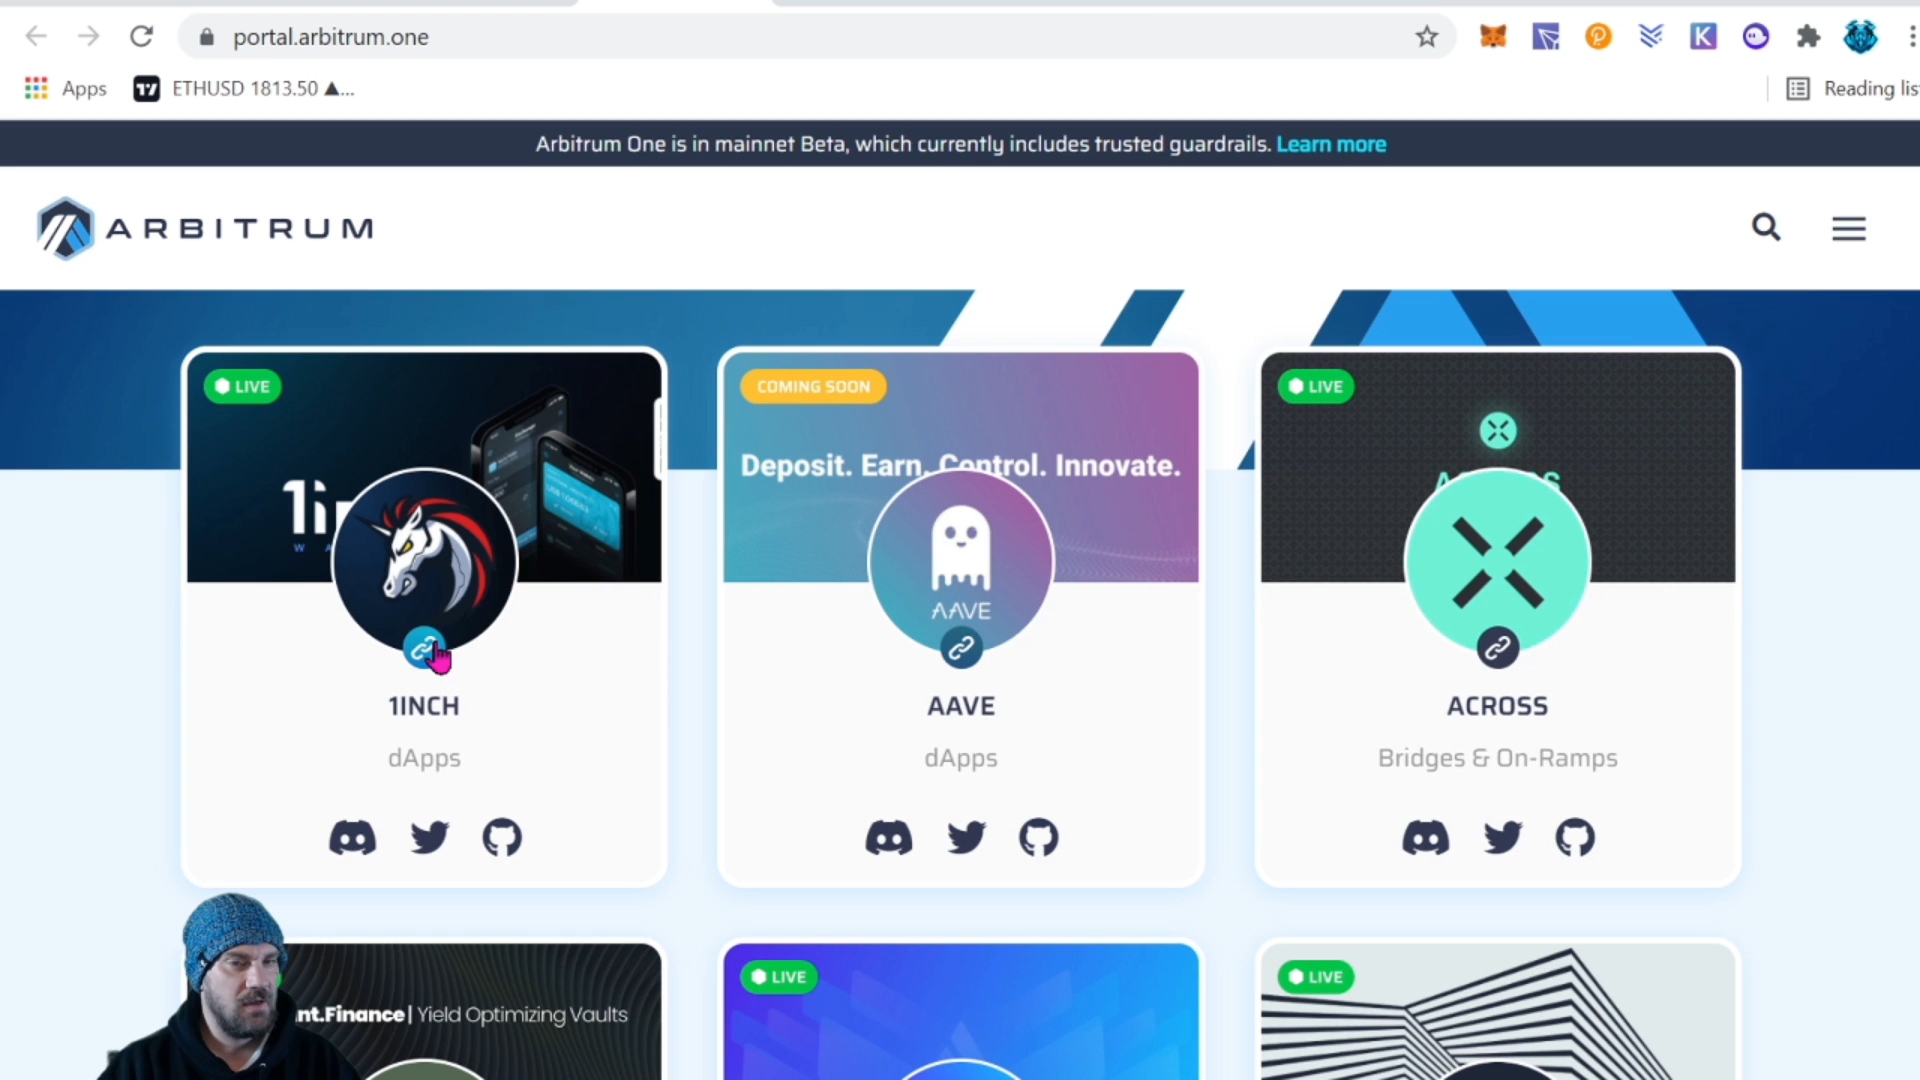 portal.arbitrum.one
Apps
ETHUSD 1813.50 ▲...
Reading lis
Arbitrum One is in mainnet Beta, which currently includes trusted guardrails. Learn more
ARBITRUM
LIVE
1in
W A
1INCH
dApps
COMING SOON
Deposit. Earn. Control. Innovate.
AAVE
AAVE
dApps
LIVE
ACROSS
Bridges & On-Ramps
nt.Finance | Yield Optimizing Vaults
LIVE
LIVE